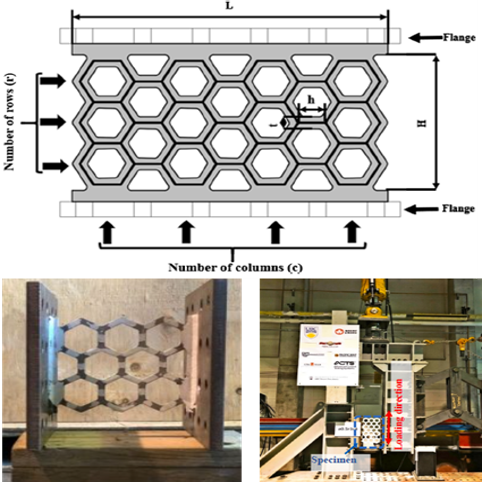 L
Flange
Number of rows (r)
h
t
H
Flange
Number of columns (c)
Loading direction
Specimen